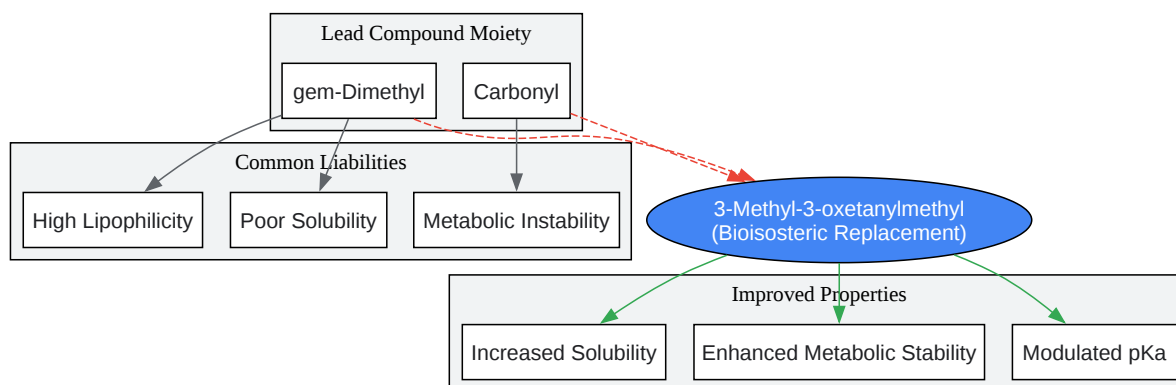 Lead Compound Moiety
gem-Dimethyl
Carbonyl
Common Liabilities
High Lipophilicity
Poor Solubility
Metabolic Instability
3-Methyl-3-oxetanylmethyl
(Bioisosteric Replacement)
Improved Properties
Increased Solubility
Enhanced Metabolic Stability
Modulated pKa